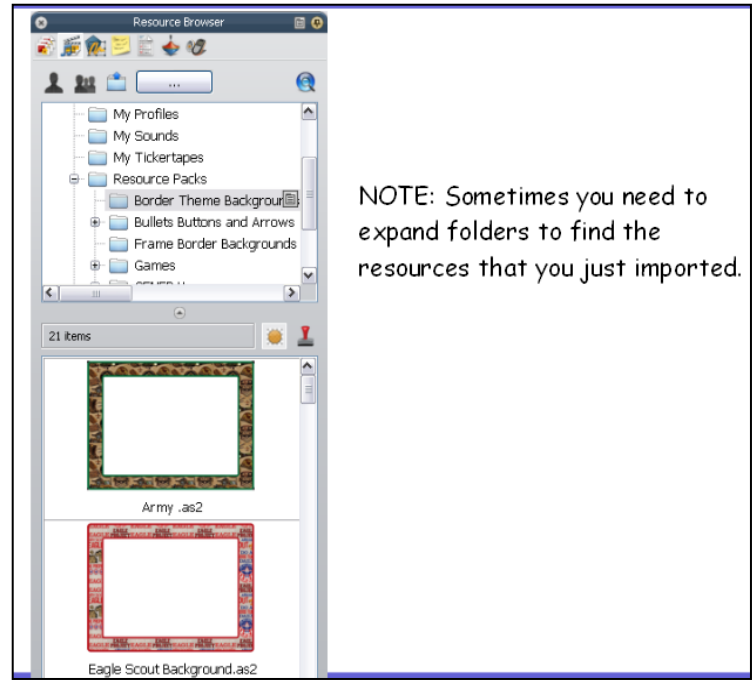 Resource Browser
...
My Profiles
My Sounds
My Tickertapes
Resource Packs
Border Theme
Bullets Buttons and Arrows
Frame Border Backgrounds
Games
21 items
Army .as2
Eagle Scout Background.as2
NOTE: Sometimes you need to
expand folders to find the
resources that you just imported.